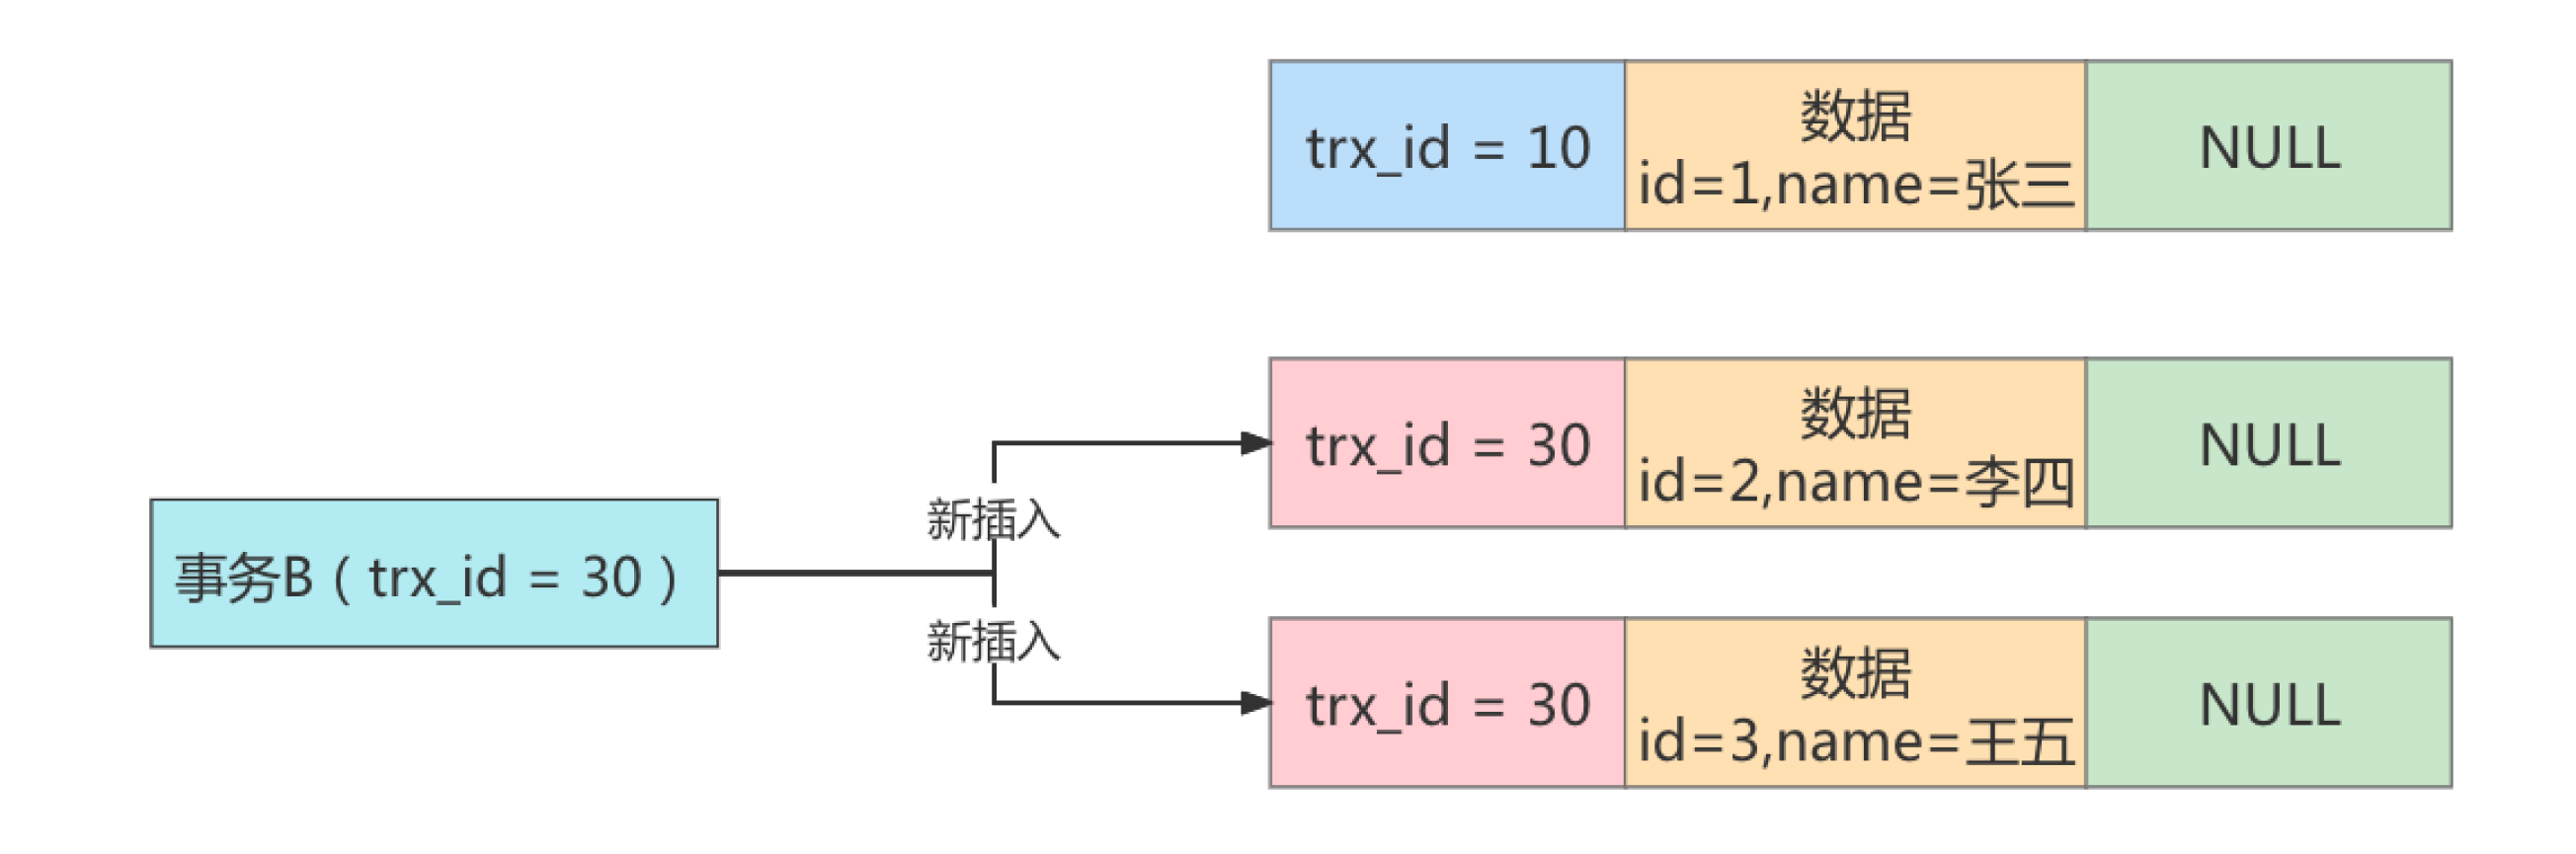 trx_id = 10
数据
id=1,name=张三
NULL
trx_id = 30
数据
id=2,name=李四
NULL
新插入
事务B（trx_id = 30）
新插入
trx_id = 30
数据
id=3,name=王五
NULL